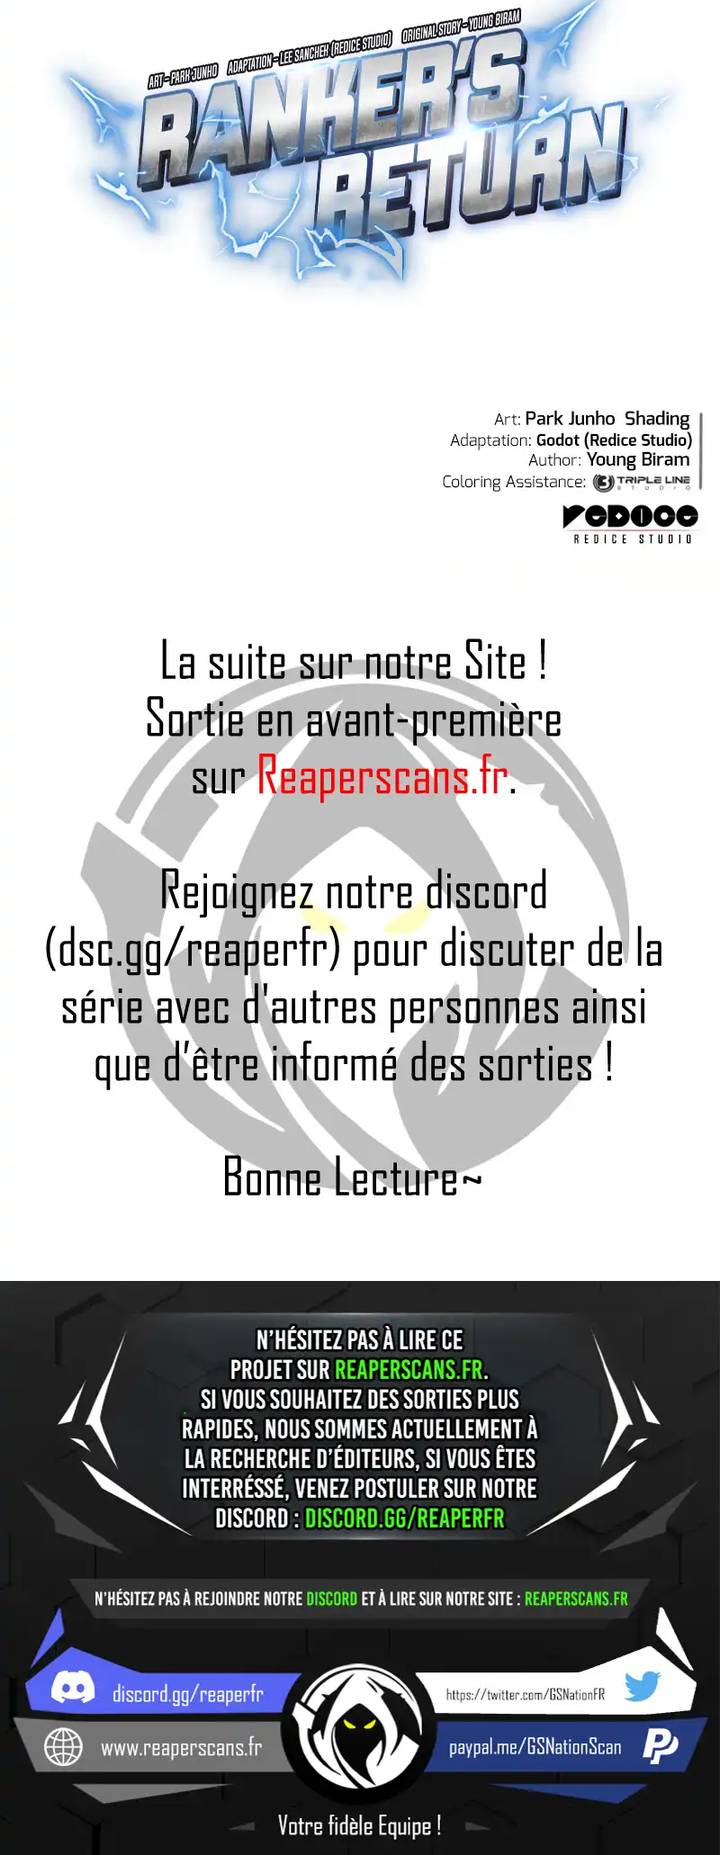 ART – PARK JUNHO ADAPTATION – LEE SANCHEK (REDICE STUDIO) ORIGINAL STORY – YOUNG BIRAM
RANKER'S
RETURN
Art: Park Junho Shading
Adaptation: Godot (Redice Studio)
Author: Young Biram
Coloring Assistance: 3 TRIPLE LINE
STUDIO
REDICE
REDICE STUDIO
La suite sur notre Site !
Sortie en avant-première
sur Reaperscans.fr.
Rejoignez notre discord
(dsc.gg/reaperfr) pour discuter de la
série avec d'autres personnes ainsi
que d'être informé des sorties !
Bonne Lecture~
N'HÉSITEZ PAS À LIRE CE
PROJET SUR REAPERSCANS.FR.
SI VOUS SOUHAITEZ DES SORTIES PLUS
RAPIDES, NOUS SOMMES ACTUELLEMENT À
LA RECHERCHE D'ÉDITEURS, SI VOUS ÊTES
INTERRÉSSÉ, VENEZ POSTULER SUR NOTRE
DISCORD : DISCORD.GG/REAPERFR
N'HÉSITEZ PAS À REJOINDRE NOTRE DISCORD ET À LIRE SUR NOTRE SITE : REAPERSCANS.FR
discord.gg/reaperfr
https://twitter.com/GSNationFR
www.reaperscans.fr
paypal.me/GSNationScan
Votre fidèle Equipe !